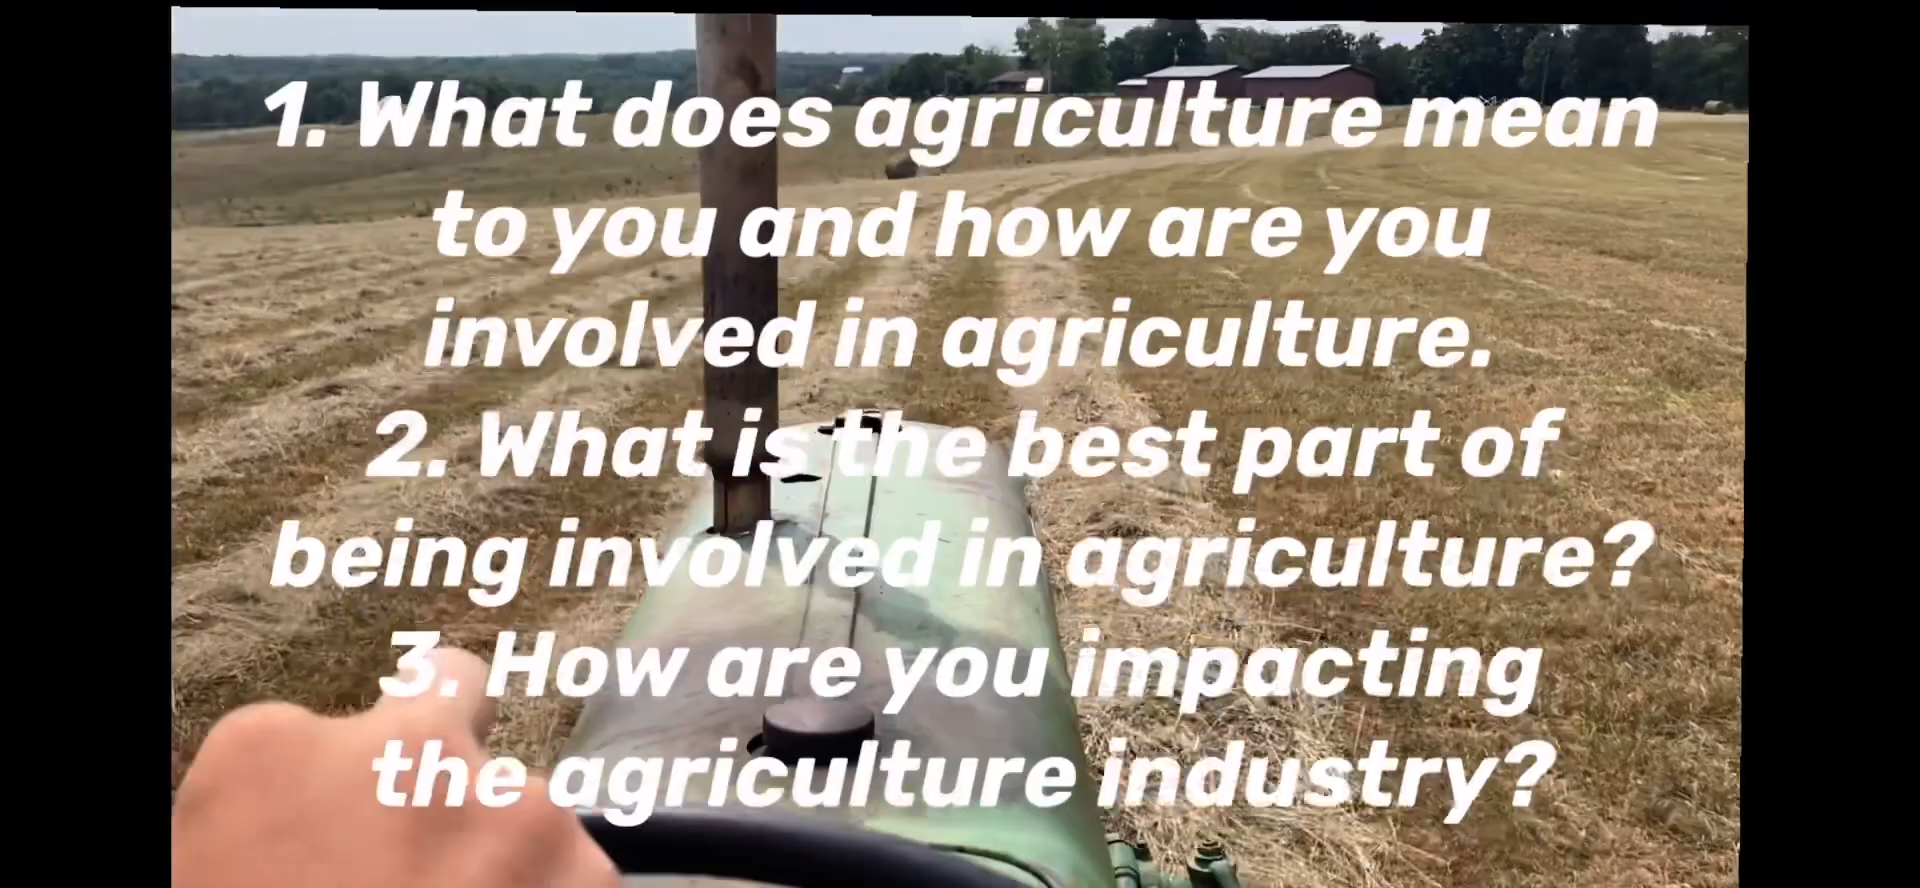 1. What does agriculture mean
to you and how are you
involved in agriculture.
2. What is the best part of
being involved in agriculture?
3. How are you impacting
the agriculture industry?